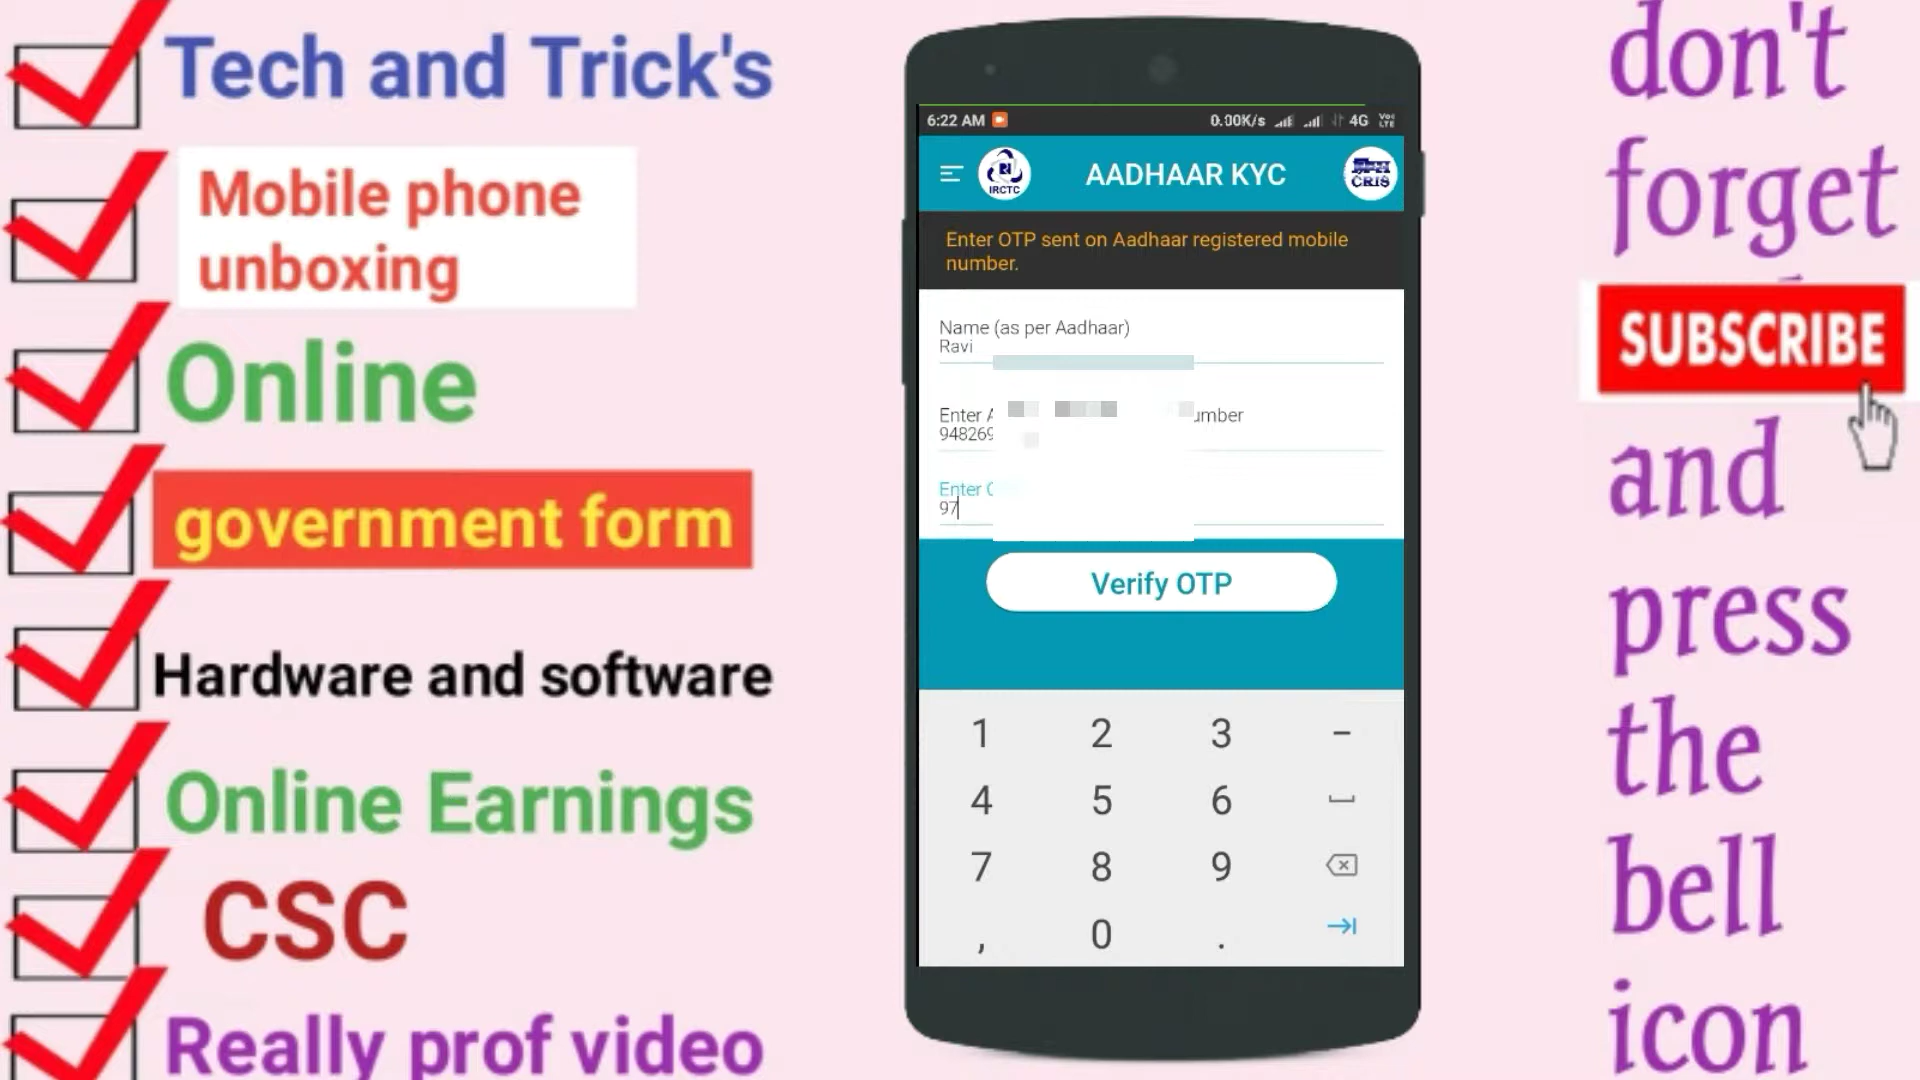 Tech and Trick's
Mobile phone
unboxing
Online
government form
Hardware and software
Online Earnings
CSC
Really prof video
6:22 AM
0.00K/s
4G
Vo)
LTE
IRCTC
AADHAAR KYC
CRIS
Enter OTP sent on Aadhaar registered mobile
number.
Name (as per Aadhaar)
Ravi
Enter
948269
Enter
97
Verify OTP
1 2 3 -
4 5 6
7 8 9
, 0 .
don't
forget
SUBSCRIBE
and
press
the
bell
icon